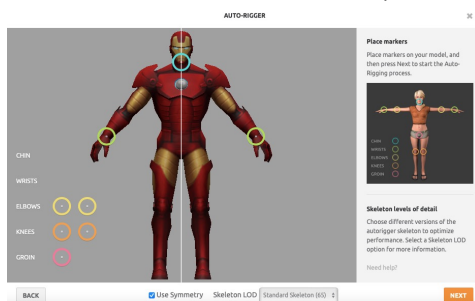 AUTO-RIGGER
Place markers
Place markers on your model, and
then press Next to start the Auto-
Rigging process.
CHIN
WRISTS
ELBOWS
KNEES
GROIN
CHIN
WRISTS
ELBOWS
KNEES
GROIN
Skeleton levels of detail
Choose different versions of the
autorigger skeleton to optimize
performance. Select a Skeleton LOD
option for more information.
Need help?
BACK
Use Symmetry
Skeleton LOD
Standard Skeleton (65)
NEXT